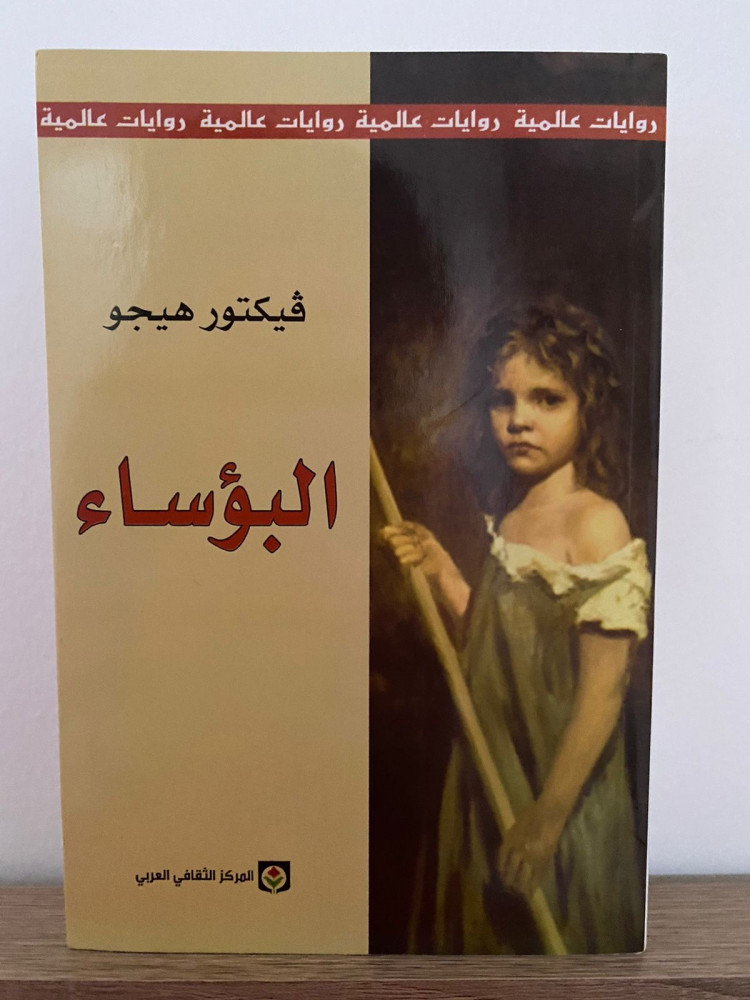 روايات عالمية روايات عالمية روايات عالمية روايات عالمية
ڤيكتور هيجو
البؤساء
المركز الثقافي العربي